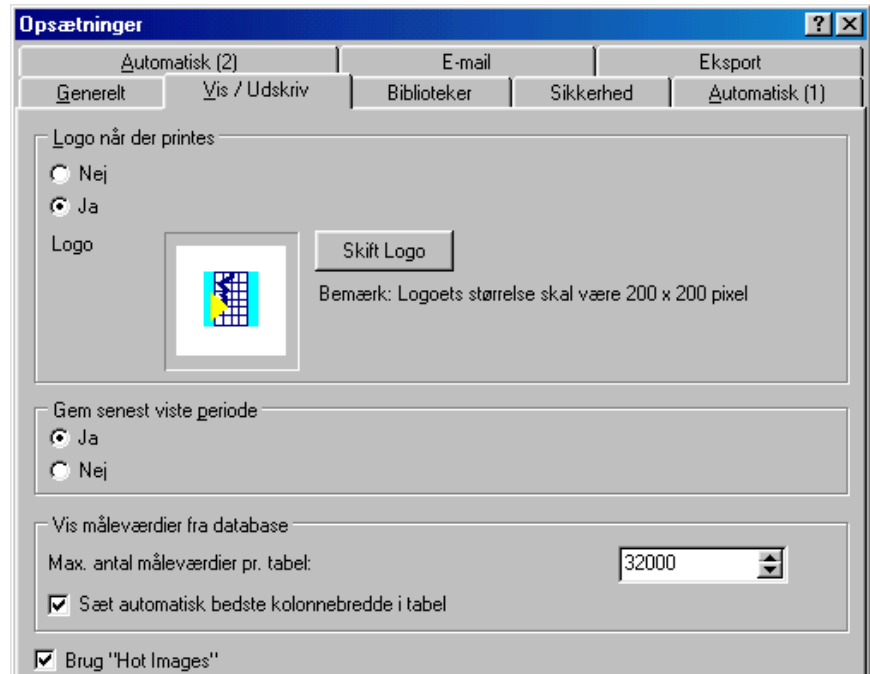 Opsætninger
Automatisk (2)
E-mail
Eksport
Generelt
Vis / Udskriv
Biblioteker
Sikkerhed
Automatisk (1)
Logo når der printes
Nej
Ja
Logo
Skift Logo
Bemærk: Logoets størrelse skal være 200 x 200 pixel
Gem senest viste periode
Ja
Nej
Vis måleværdier fra database
Max. antal måleværdier pr. tabel:
32000
Sæt automatisk bedste kolonnebredde i tabel
Brug "Hot Images"